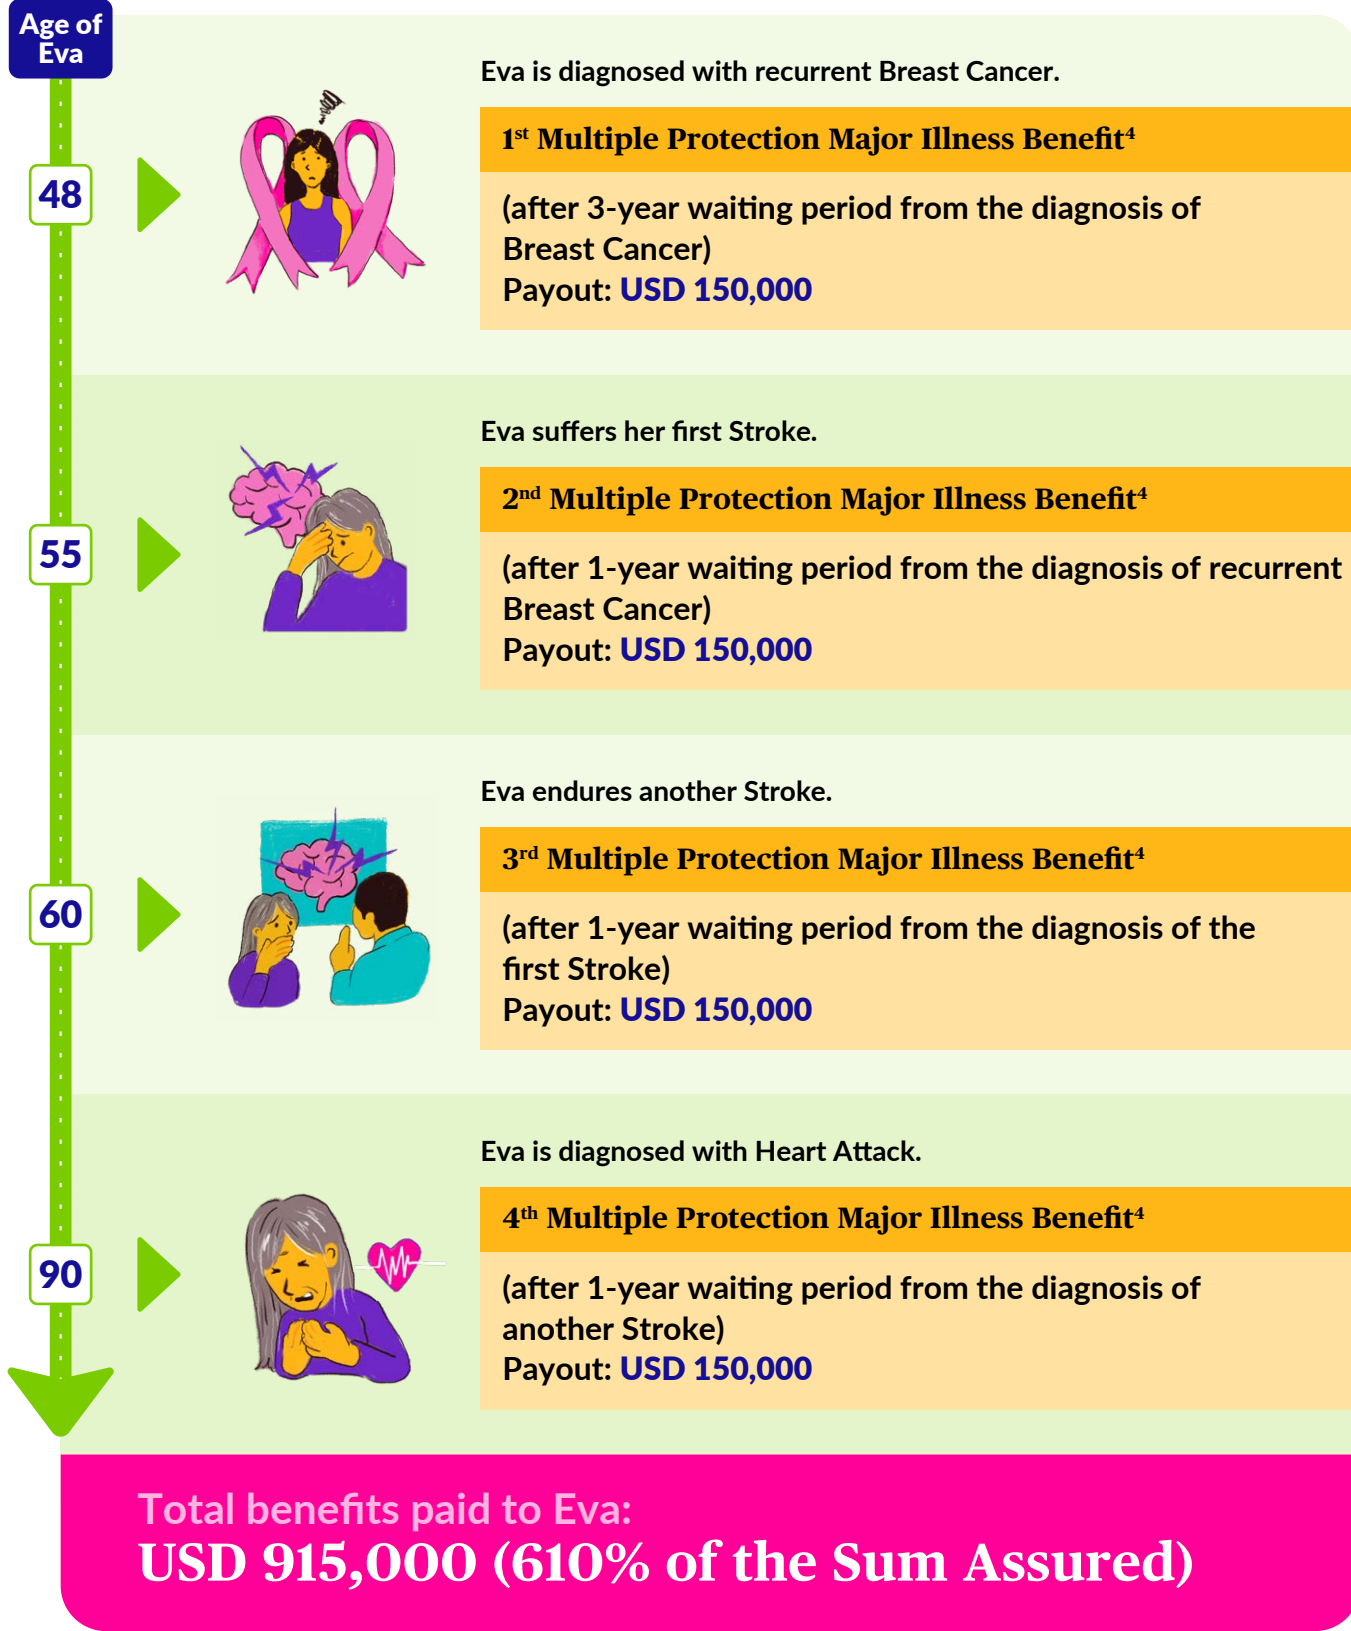 Age of
Eva
48
Eva is diagnosed with recurrent Breast Cancer.
1st Multiple Protection Major Illness Benefit4
(after 3-year waiting period from the diagnosis of
Breast Cancer)
Payout: USD 150,000
55
Eva suffers her first Stroke.
2nd Multiple Protection Major Illness Benefit4
(after 1-year waiting period from the diagnosis of recurrent
Breast Cancer)
Payout: USD 150,000
60
Eva endures another Stroke.
3rd Multiple Protection Major Illness Benefit4
(after 1-year waiting period from the diagnosis of the
first Stroke)
Payout: USD 150,000
90
Eva is diagnosed with Heart Attack.
4th Multiple Protection Major Illness Benefit4
(after 1-year waiting period from the diagnosis of
another Stroke)
Payout: USD 150,000
Total benefits paid to Eva:
USD 915,000 (610% of the Sum Assured)